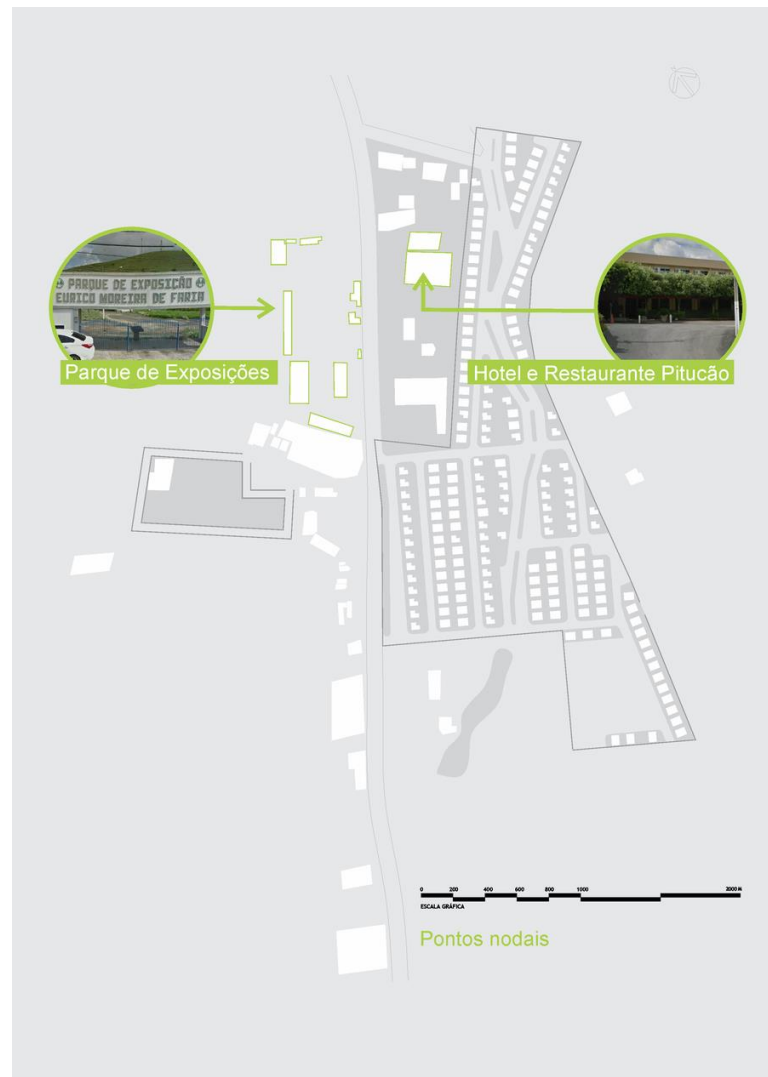 PARQUE DE EXPOSIÇÃO
EURICO MOREIRA DE FARIA
Parque de Exposições
Hotel e Restaurante Pitucão
0 200 400 600 800 1000 2000 M
ESCALA GRÁFICA
Pontos nodais